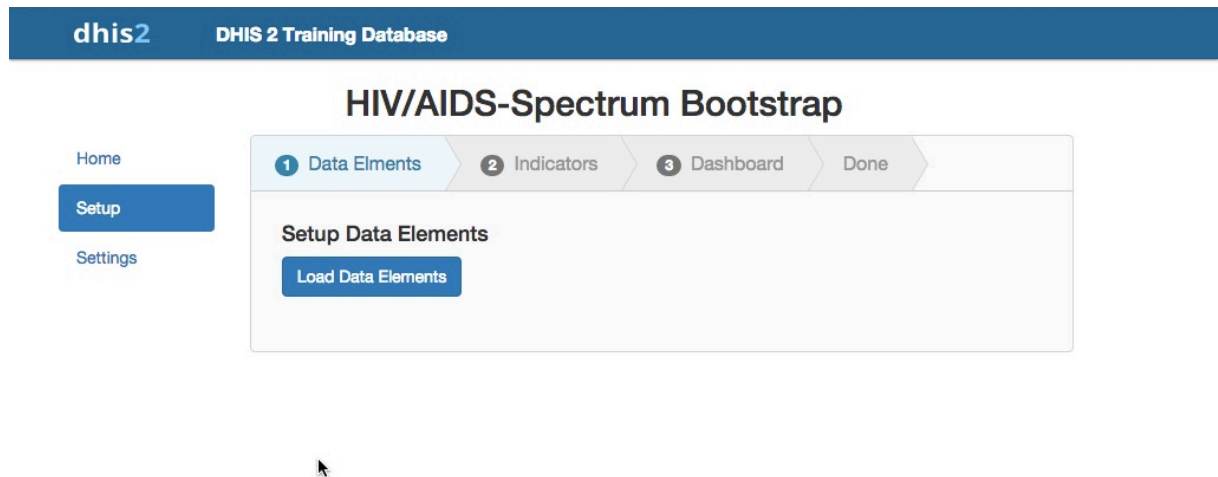 dhis2 DHIS 2 Training Database
HIV/AIDS-Spectrum Bootstrap
Home
Setup
Settings
1 Data Elments 2 Indicators 3 Dashboard Done
Setup Data Elements
Load Data Elements